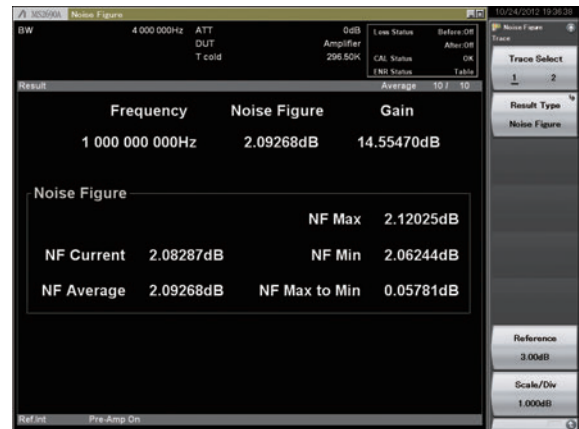 MS2690A Noise Figure
10/24/2012 19:36:38
BW 4 000 000Hz ATT 0dB
DUT Amplifier
T cold 296.50K
Loss Status Before:Off
After:Off
CAL Status OK
ENR Status Table
Result Average 10 / 10
Frequency Noise Figure Gain
1 000 000 000Hz 2.09268dB 14.55470dB
Noise Figure
NF Max 2.12025dB
NF Current 2.08287dB NF Min 2.06244dB
NF Average 2.09268dB NF Max to Min 0.05781dB
Ref.Int Pre-Amp On
Noise Figure
Trace
Trace Select
1 2
Result Type
Noise Figure
Reference
3.00dB
Scale/Div
1.000dB